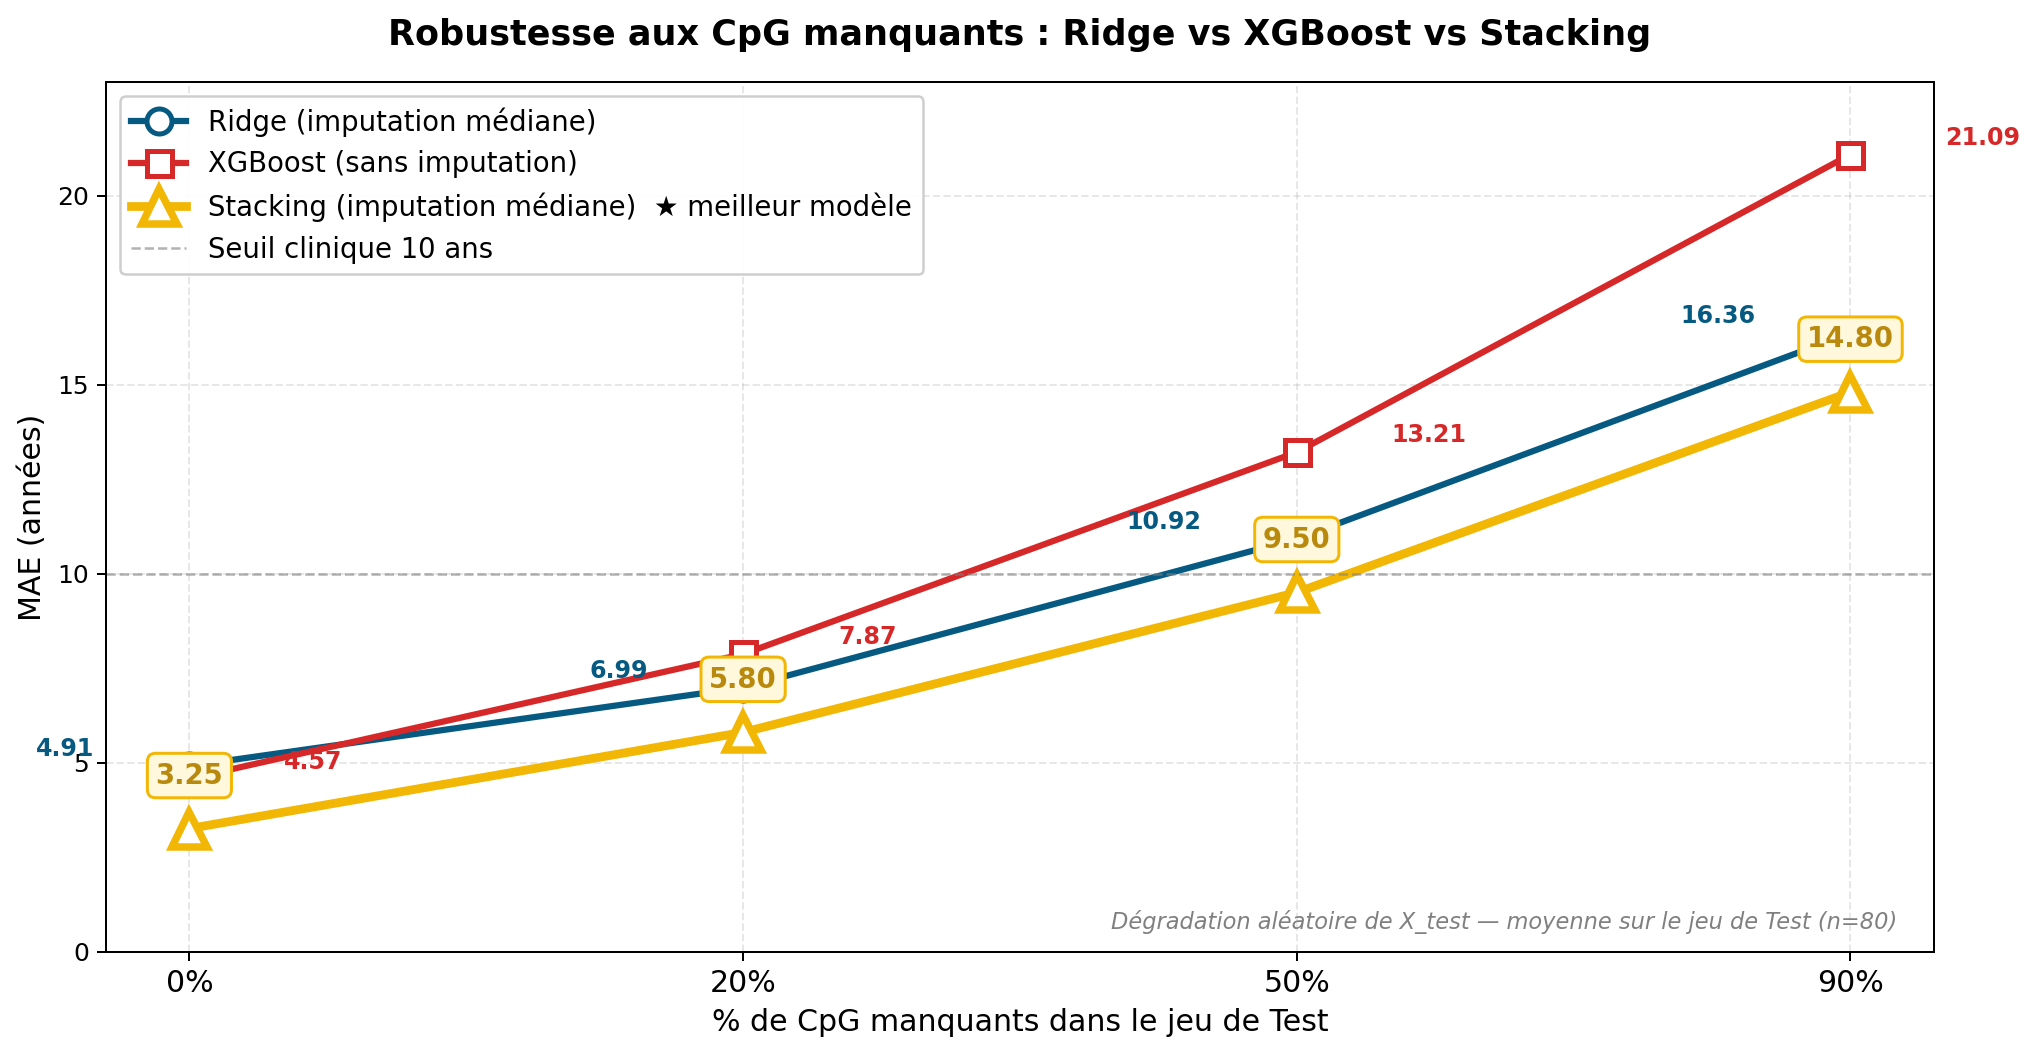 Robustesse aux CpG manquants : Ridge vs XGBoost vs Stacking
Ridge (imputation médiane)
XGBoost (sans imputation)
Stacking (imputation médiane) ★ meilleur modèle
Seuil clinique 10 ans
MAE (années)
20
15
10
5
0
21.09
16.36
14.80
13.21
10.92
9.50
7.87
6.99
5.80
4.91
4.57
3.25
Dégradation aléatoire de X_test — moyenne sur le jeu de Test (n=80)
0% 20% 50% 90%
% de CpG manquants dans le jeu de Test